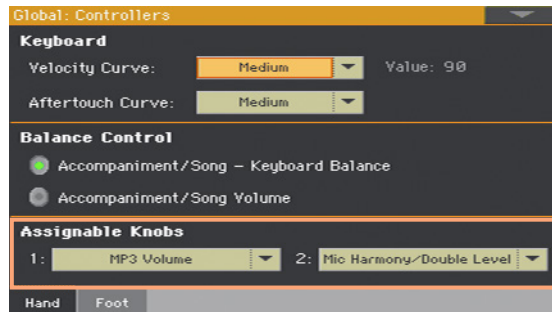 Global: Controllers
Keyboard
Velocity Curve: Medium Value: 90
Aftertouch Curve: Medium
Balance Control
Accompaniment/Song - Keyboard Balance
Accompaniment/Song Volume
Assignable Knobs
1: MP3 Volume 2: Mic Harmony/Double Level
Hand Foot